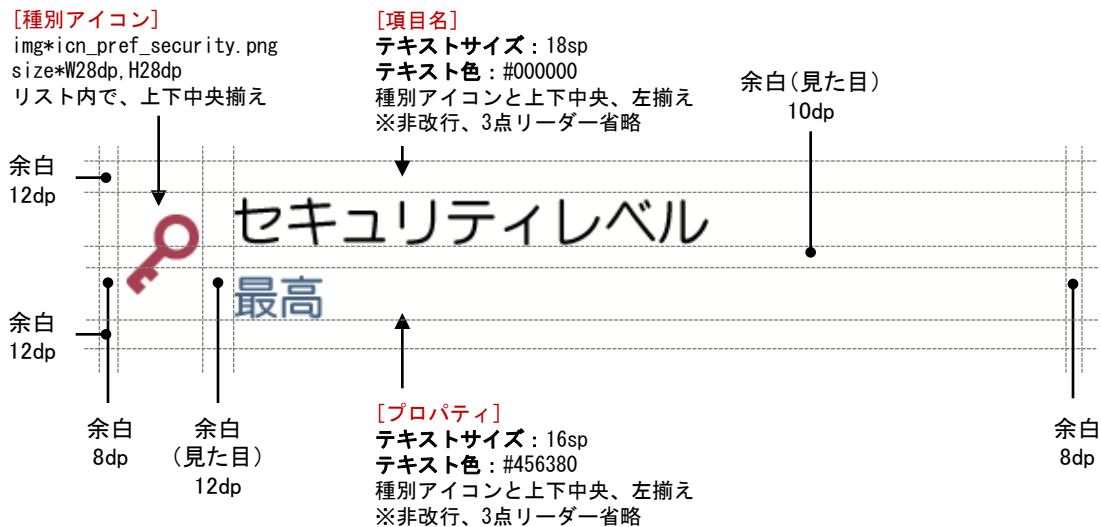 [種別アイコン]
img*icn_pref_security.png
size*W28dp,H28dp
リスト内で、上下中央揃え
[項目名]
テキストサイズ：18sp
テキスト色：#000000
種別アイコンと上下中央、左揃え
※非改行、3点リーダー省略
余白(見た目)
10dp
余白
12dp
セキュリティレベル
最高
余白
12dp
余白
8dp
余白
(見た目)
12dp
[プロパティ]
テキストサイズ：16sp
テキスト色：#456380
種別アイコンと上下中央、左揃え
※非改行、3点リーダー省略
余白
8dp